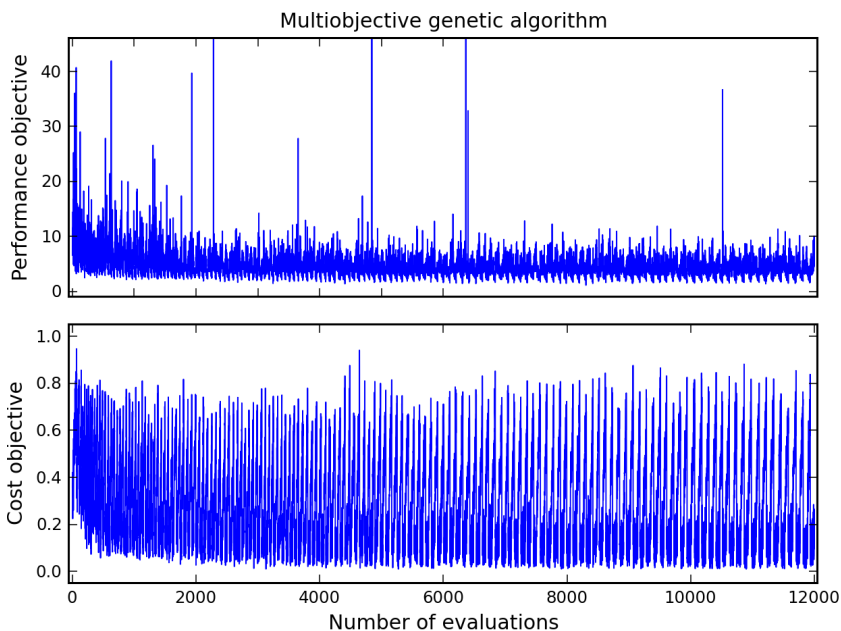 Multiobjective genetic algorithm
Performance objective
40
30
20
10
0
Cost objective
1.0
0.8
0.6
0.4
0.2
0.0
0 2000 4000 6000 8000 10000 12000
Number of evaluations